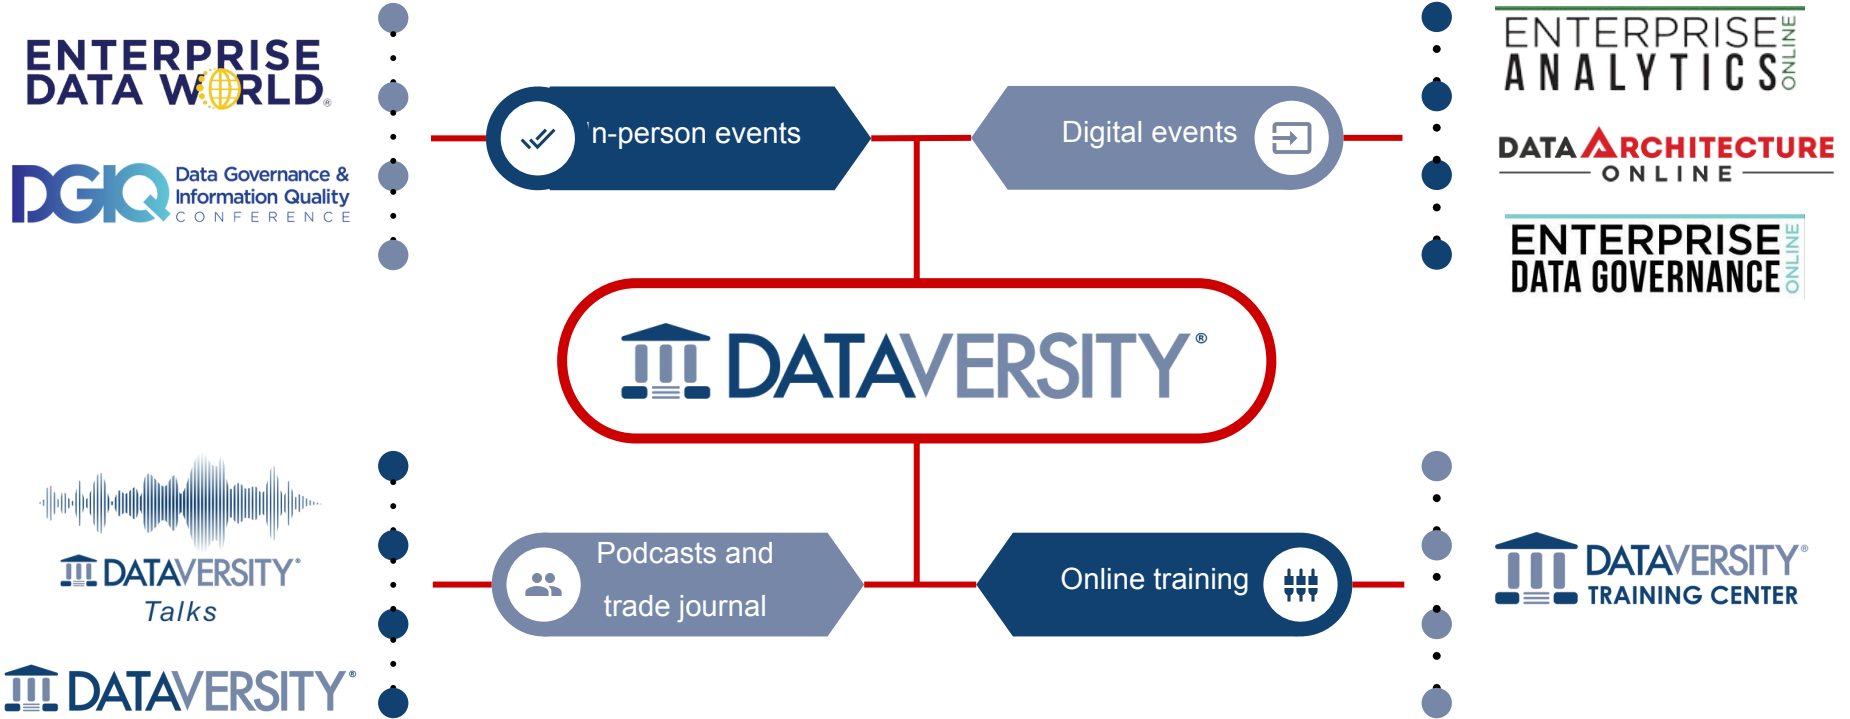 ENTERPRISE
DATA WORLD®
DGIQ
Data Governance &
Information Quality
CONFERENCE
'n-person events
Digital events
ENTERPRISE
ANALYTICS
ONLINE
DATA ARCHITECTURE
ONLINE
ENTERPRISE
DATA GOVERNANCE
ONLINE
DATAVERSITY®
DATAVERSITY®
Talks
DATAVERSITY®
Podcasts and
trade journal
Online training
DATAVERSITY®
TRAINING CENTER